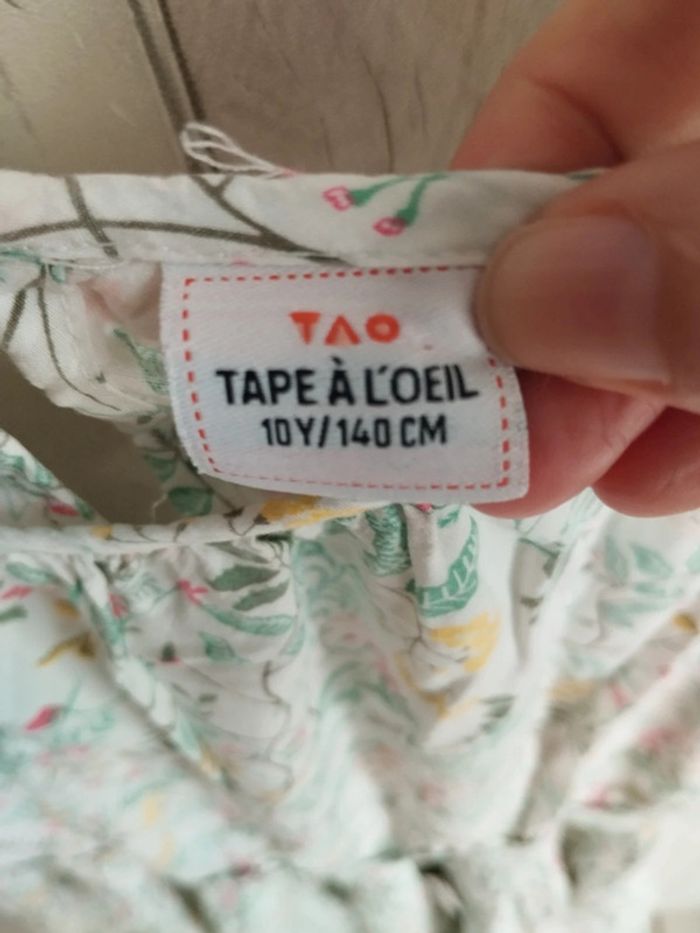 TAO
TAPE À L'OEIL
10Y/140 CM